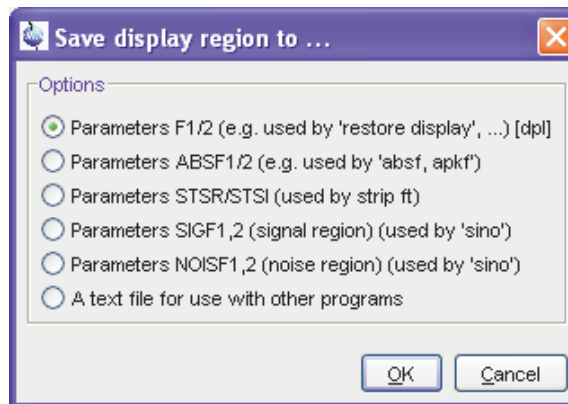 Save display region to ...
Options
Parameters F1/2 (e.g. used by 'restore display', ...) [dpl]
Parameters ABSF1/2 (e.g. used by 'absf, apkf')
Parameters STSR/STSI (used by strip ft)
Parameters SIGF1,2 (signal region) (used by 'sino')
Parameters NOISF1,2 (noise region) (used by 'sino')
A text file for use with other programs
OK Cancel